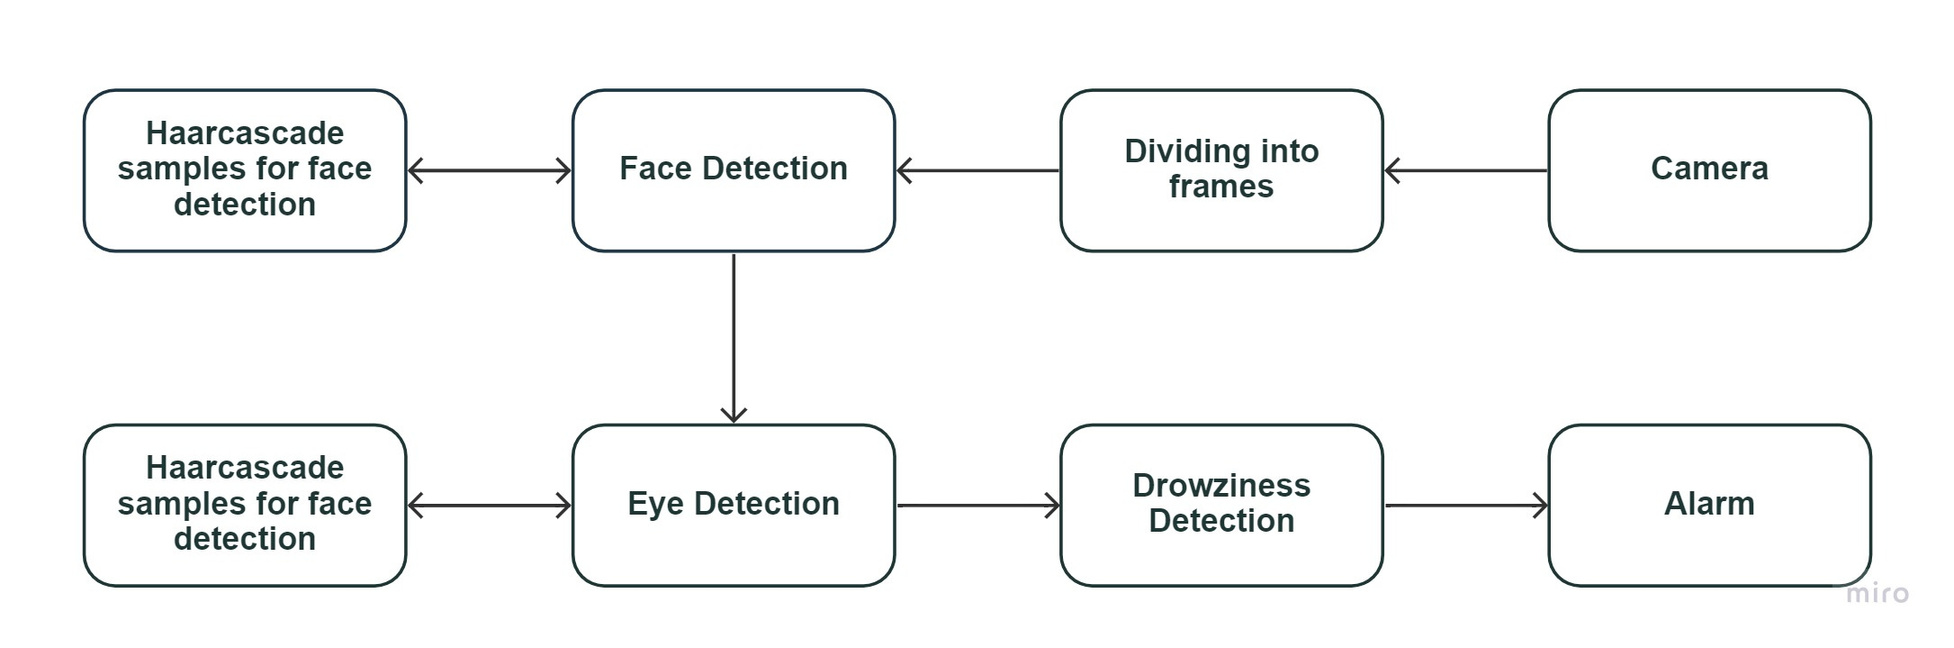 Haarcascade
samples for face
detection
Face Detection
Dividing into
frames
Camera
Haarcascade
samples for face
detection
Eye Detection
Drowziness
Detection
Alarm
miro